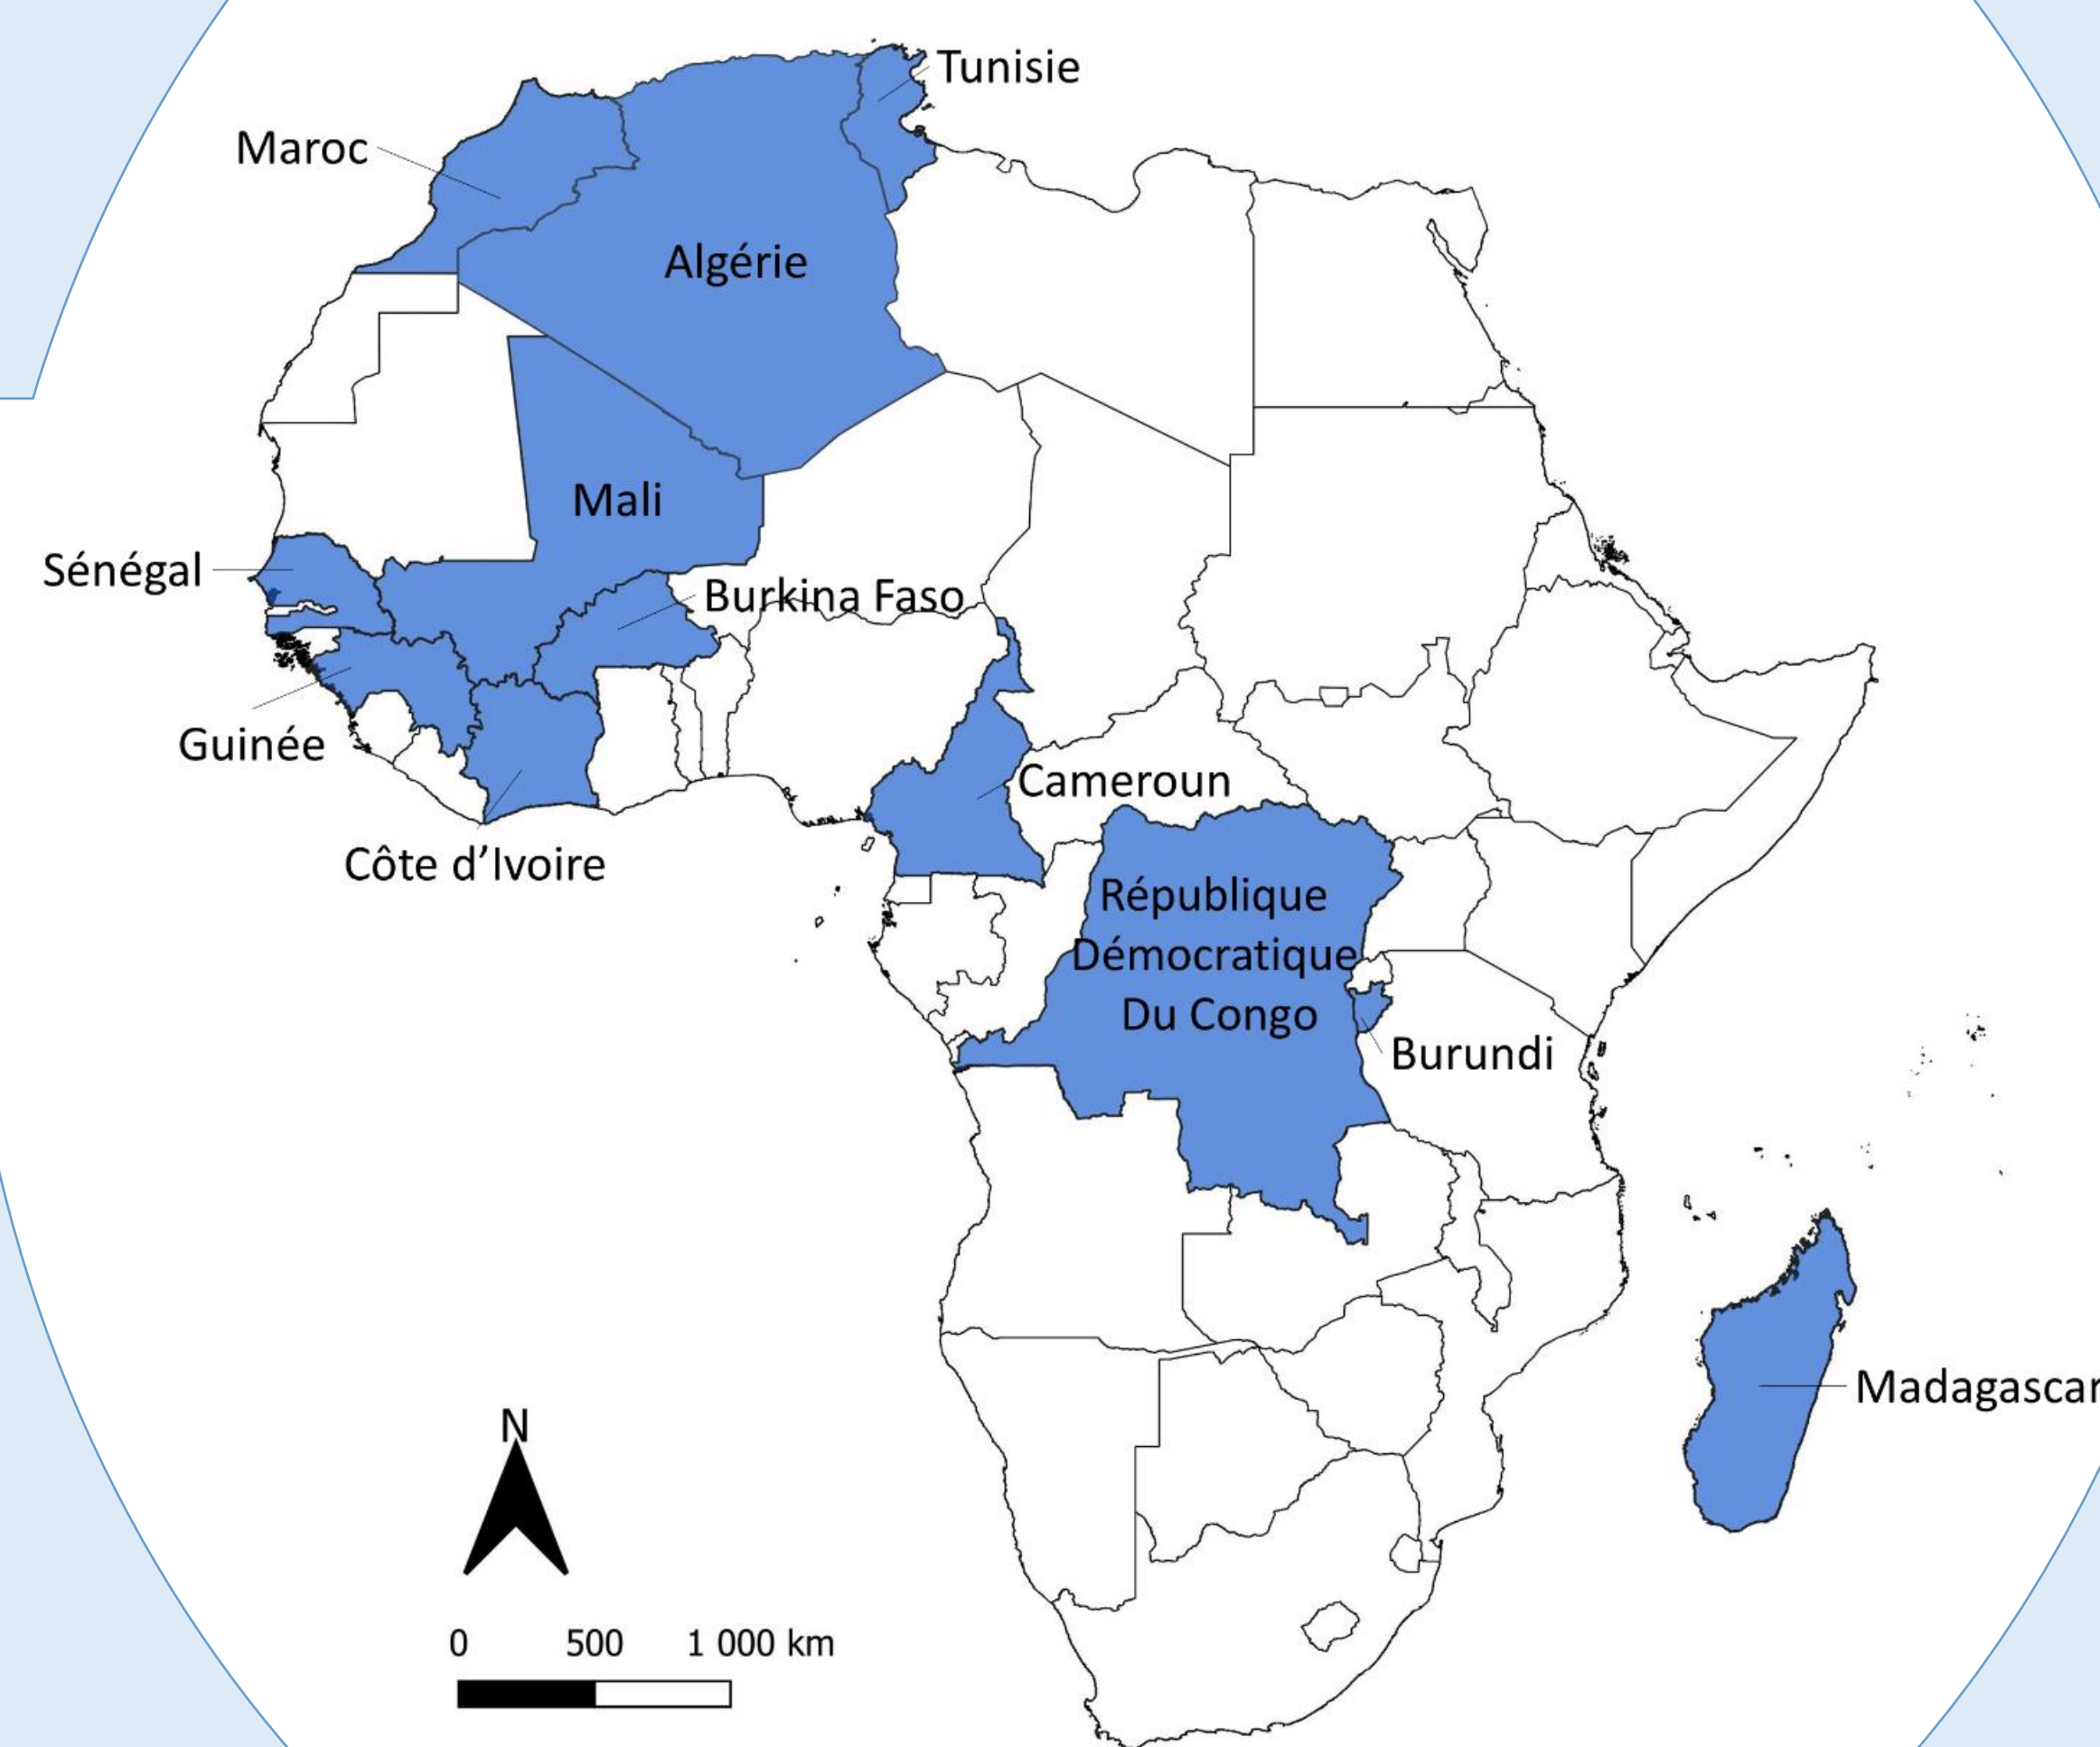 Tunisie
Maroc
Algérie
Mali
Sénégal
Burkina Faso
Guinée
Cameroun
Côte d’Ivoire
République
Démocratique
Du Congo
Burundi
Madagascar
N
0 500 1 000 km